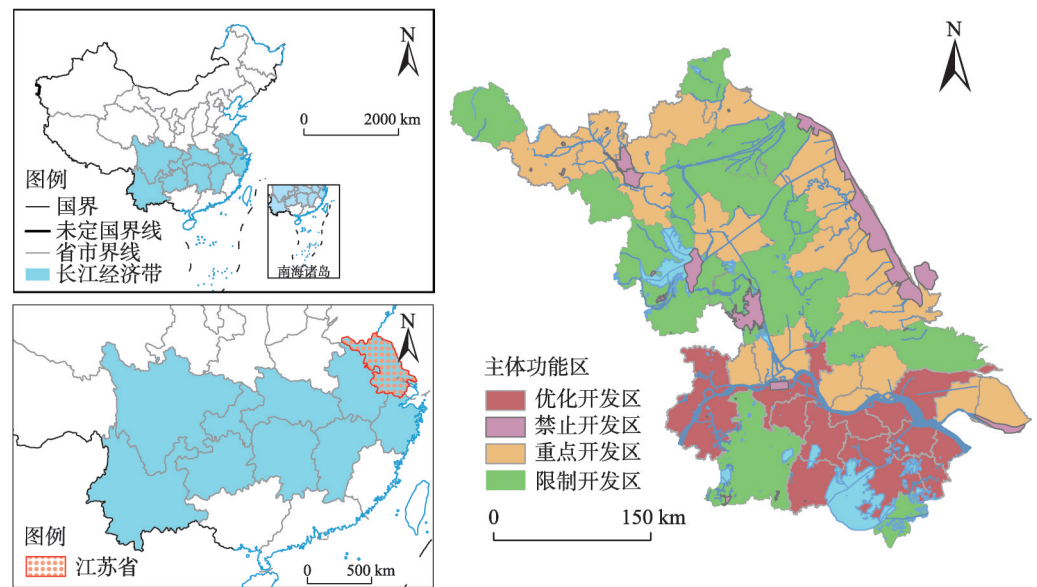 N
0 2000 km
图例
国界
未定国界线
省市界线
长江经济带
南海诸岛
N
图例
江苏省
0 500 km
N
主体功能区
优化开发区
禁止开发区
重点开发区
限制开发区
0 150 km